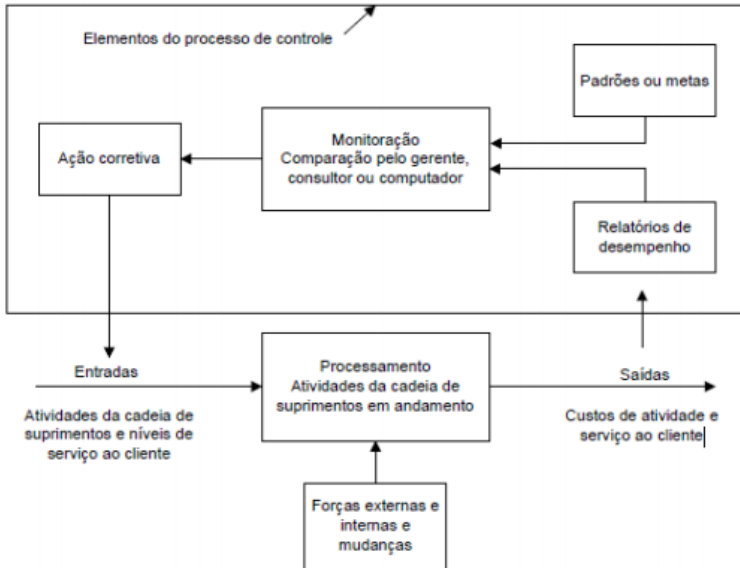 Elementos do processo de controle
Padrões ou metas
Monitoração
Comparação pelo gerente,
consultor ou computador
Ação corretiva
Relatórios de
desempenho
Entradas
Atividades da cadeia de
suprimentos e níveis de
serviço ao cliente
Processamento
Atividades da cadeia de
suprimentos em andamento
Saídas
Custos de atividade e
serviço ao cliente
Forças externas e
internas e
mudanças